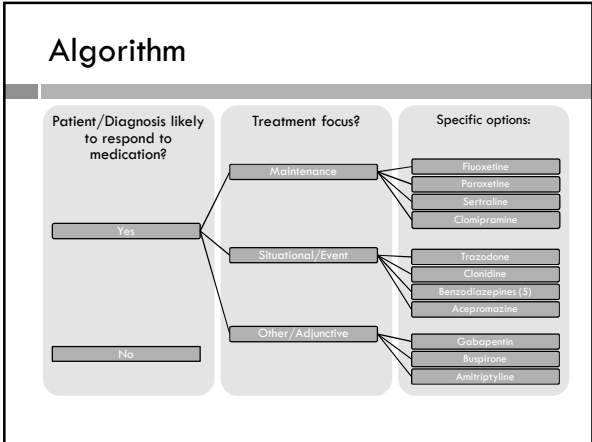 Algorithm
Patient/Diagnosis likely
to respond to
medication?
Yes
No
Treatment focus?
Maintenance
Situational/Event
Other/Adjunctive
Specific options:
Fluoxetine
Paroxetine
Sertraline
Clomipramine
Trazodone
Clonidine
Benzodiazepines (5)
Acepromazine
Gabapentin
Buspirone
Amitriptyline